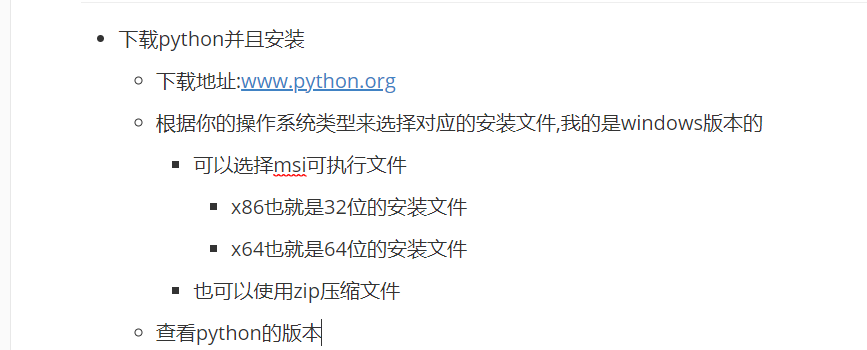 下载python并且安装
下载地址:www.python.org
根据你的操作系统类型来选择对应的安装文件,我的是windows版本的
可以选择msi可执行文件
x86也就是32位的安装文件
x64也就是64位的安装文件
也可以使用zip压缩文件
查看python的版本